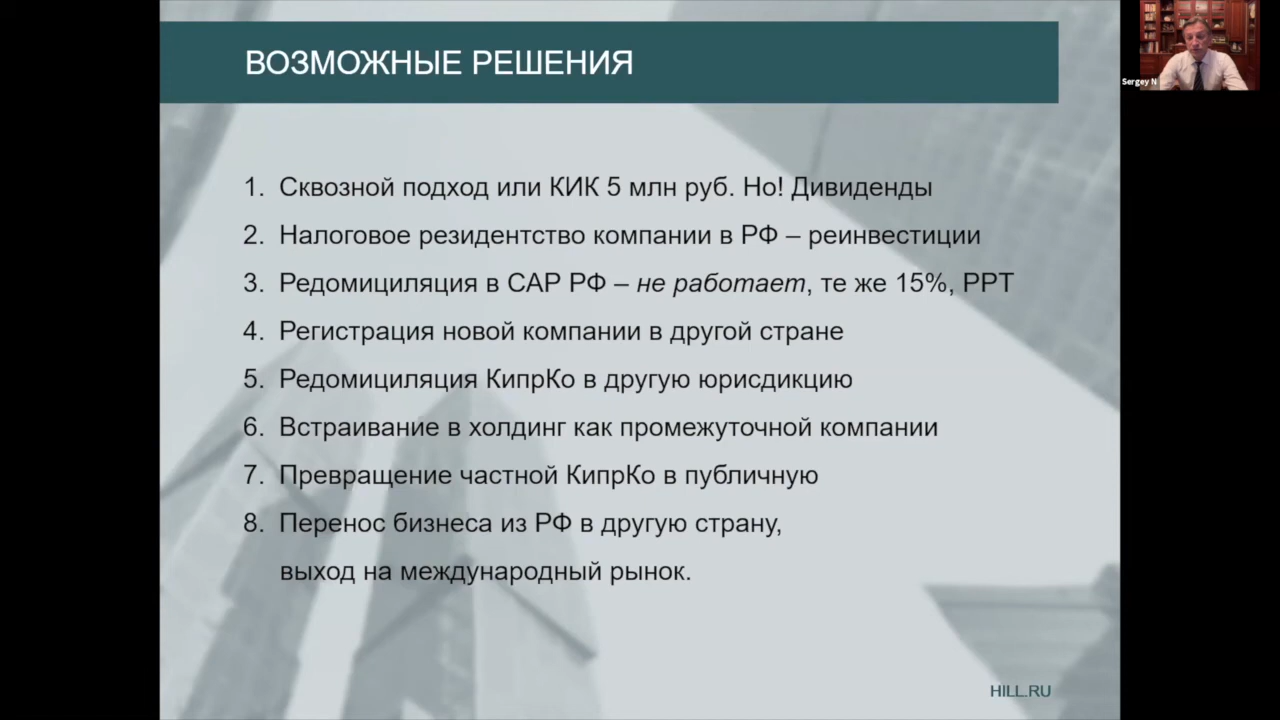 ВОЗМОЖНЫЕ РЕШЕНИЯ
Sergey N
1. Сквозной подход или КИК 5 млн руб. Но! Дивиденды
2. Налоговое резидентство компании в РФ – реинвестиции
3. Редомициляция в САР РФ – не работает, те же 15%, PPT
4. Регистрация новой компании в другой стране
5. Редомициляция КипрКо в другую юрисдикцию
6. Встраивание в холдинг как промежуточной компании
7. Превращение частной КипрКо в публичную
8. Перенос бизнеса из РФ в другую страну,
выход на международный рынок.
HILL.RU